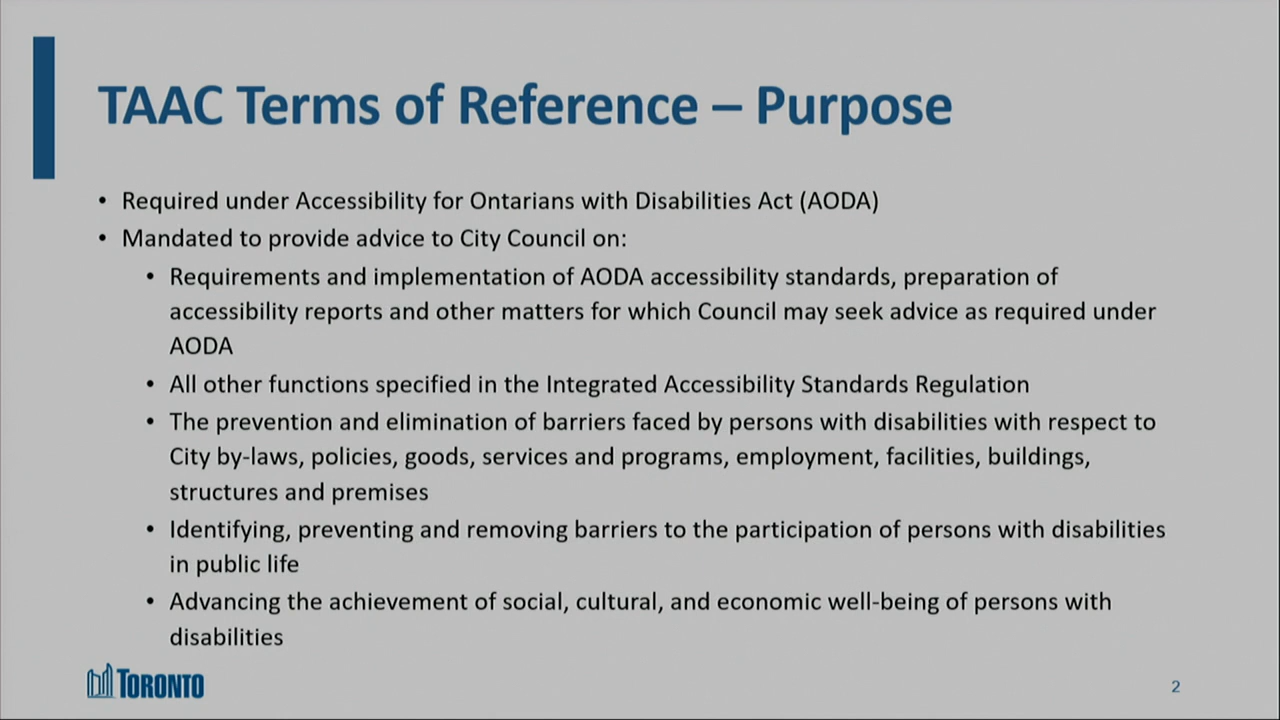 TAAC Terms of Reference – Purpose
• Required under Accessibility for Ontarians with Disabilities Act (AODA)
• Mandated to provide advice to City Council on:
• Requirements and implementation of AODA accessibility standards, preparation of
accessibility reports and other matters for which Council may seek advice as required under
AODA
• All other functions specified in the Integrated Accessibility Standards Regulation
• The prevention and elimination of barriers faced by persons with disabilities with respect to
City by-laws, policies, goods, services and programs, employment, facilities, buildings,
structures and premises
• Identifying, preventing and removing barriers to the participation of persons with disabilities
in public life
• Advancing the achievement of social, cultural, and economic well-being of persons with
disabilities
TORONTO
2